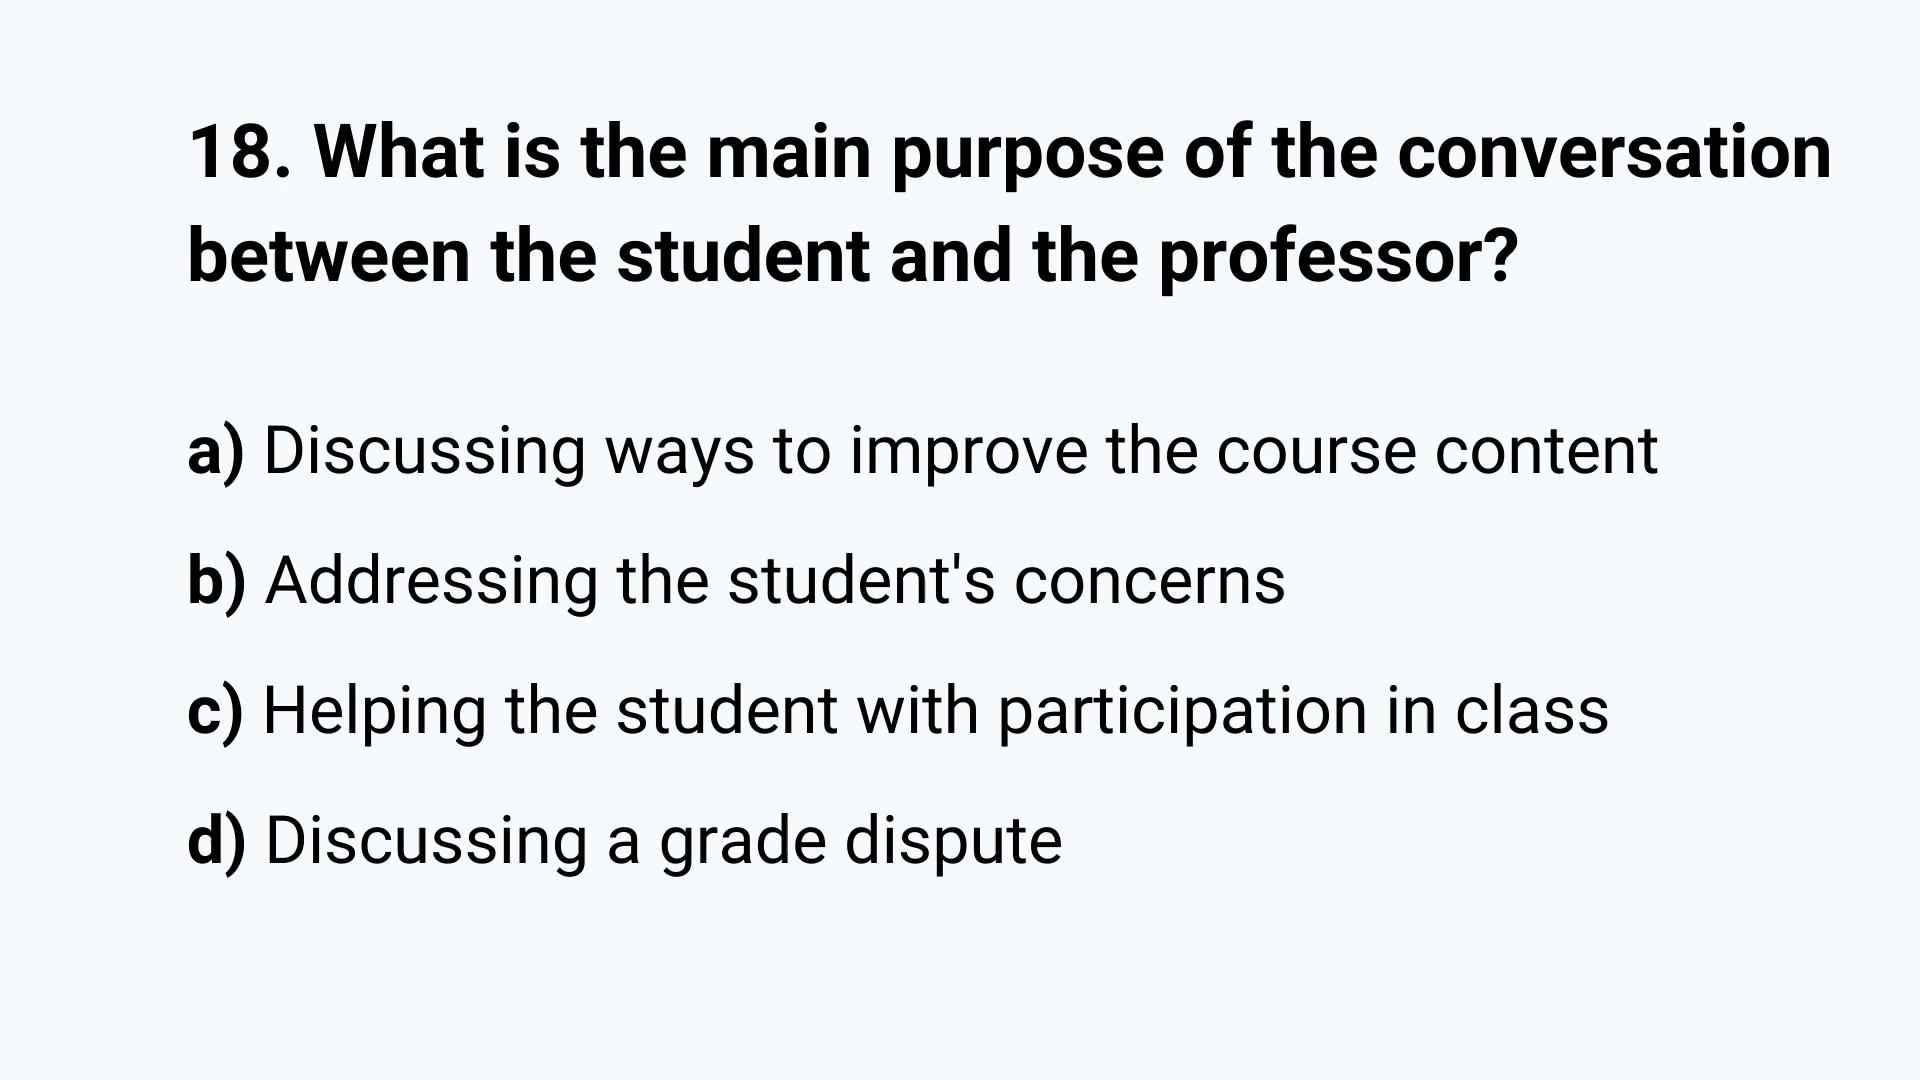 18. What is the main purpose of the conversation
between the student and the professor?
a) Discussing ways to improve the course content
b) Addressing the student's concerns
c) Helping the student with participation in class
d) Discussing a grade dispute